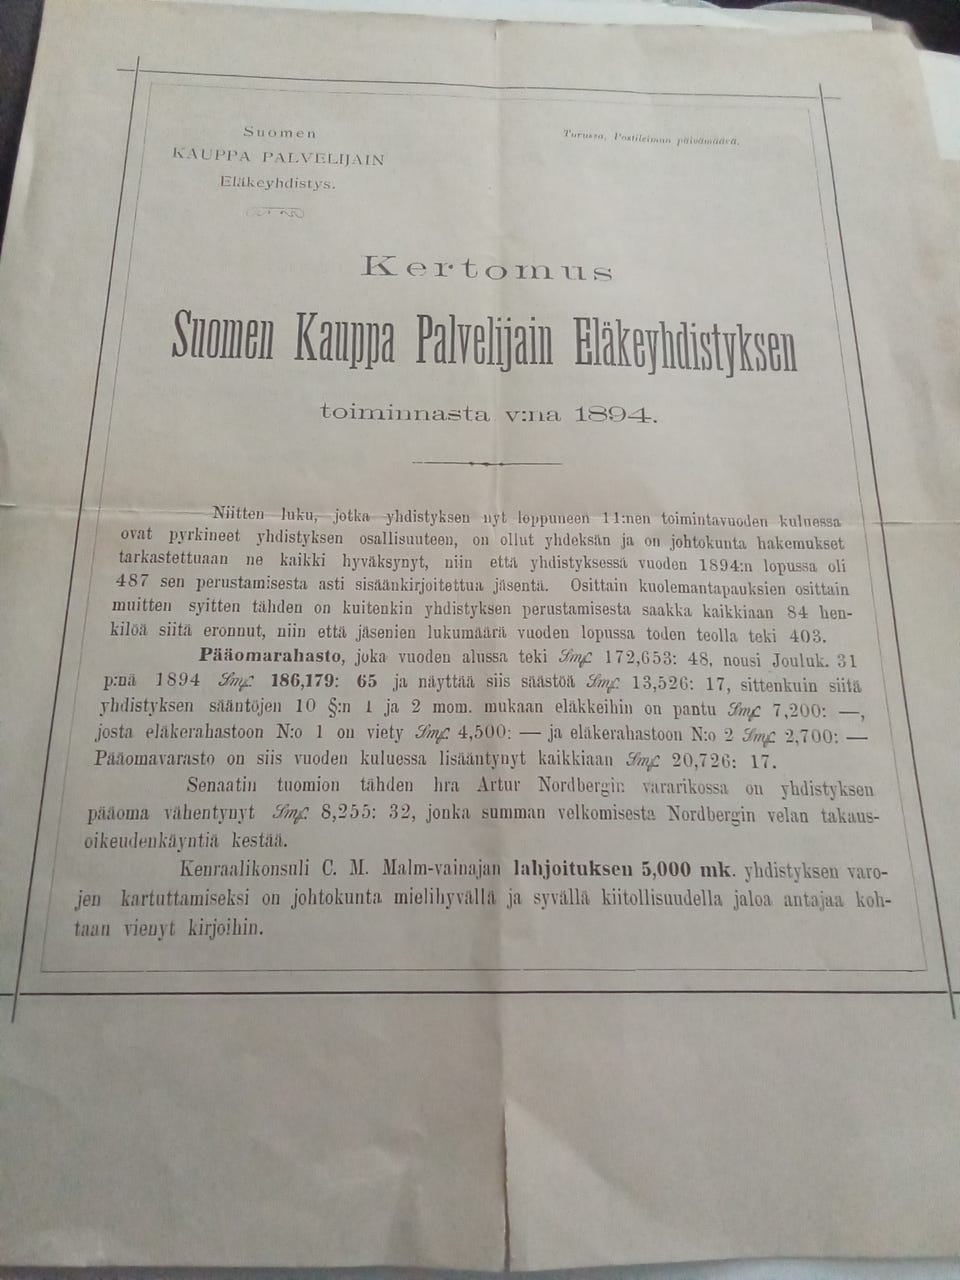 Suomen
KAUPPA PALVELIJAIN
Eläkeyhdistys.
Turussa, Postileiman päivämäärä.
Kertomus
Suomen Kauppa Palvelijain Eläkeyhdistyksen
toiminnasta v:na 1894.
Niitten luku, jotka yhdistyksen nyt loppuneen 11:nen toimintavuoden kuluessa
ovat pyrkineet yhdistyksen osallisuuteen, on ollut yhdeksän ja on johtokunta hakemukset
tarkastettuaan ne kaikki hyväksynyt, niin että yhdistyksessä vuoden 1894:n lopussa oli
487 sen perustamisesta asti sisäänkirjoitettua jäsentä. Osittain kuolemantapauksien osittain
muitten syitten tähden on kuitenkin yhdistyksen perustamisesta saakka kaikkiaan 84 hen-
kilöä siitä eronnut, niin että jäsenien lukumäärä vuoden lopussa toden teolla teki 403.
Pääomarahasto, joka vuoden alussa teki Smf 172,653: 48, nousi Jouluk. 31
p:nä 1894 Smf 186,179: 65 ja näyttää siis säästöä Smf 13,526: 17, sittenkuin siitä
yhdistyksen sääntöjen 10 §:n 1 ja 2 mom. mukaan eläkkeihin on pantu Smf 7,200: —,
josta eläkerahastoon N:o 1 on viety Smf 4,500: — ja eläkerahastoon N:o 2 Smf 2,700: —
Pääomavarasto on siis vuoden kuluessa lisääntynyt kaikkiaan Smf 20,726: 17.
Senaatin tuomion tähden hra Artur Nordbergin vararikossa on yhdistyksen
pääoma vähentynyt Smf 8,255: 32, jonka summan velkomisesta Nordbergin velan takaus-
oikeudenkäyntiä kestää.
Kenraalikonsuli C. M. Malm-vainajan lahjoituksen 5,000 mk. yhdistyksen varo-
jen kartuttamiseksi on johtokunta mielihyvällä ja syvällä kiitollisuudella jaloa antajaa koh-
taan vienyt kirjoihin.